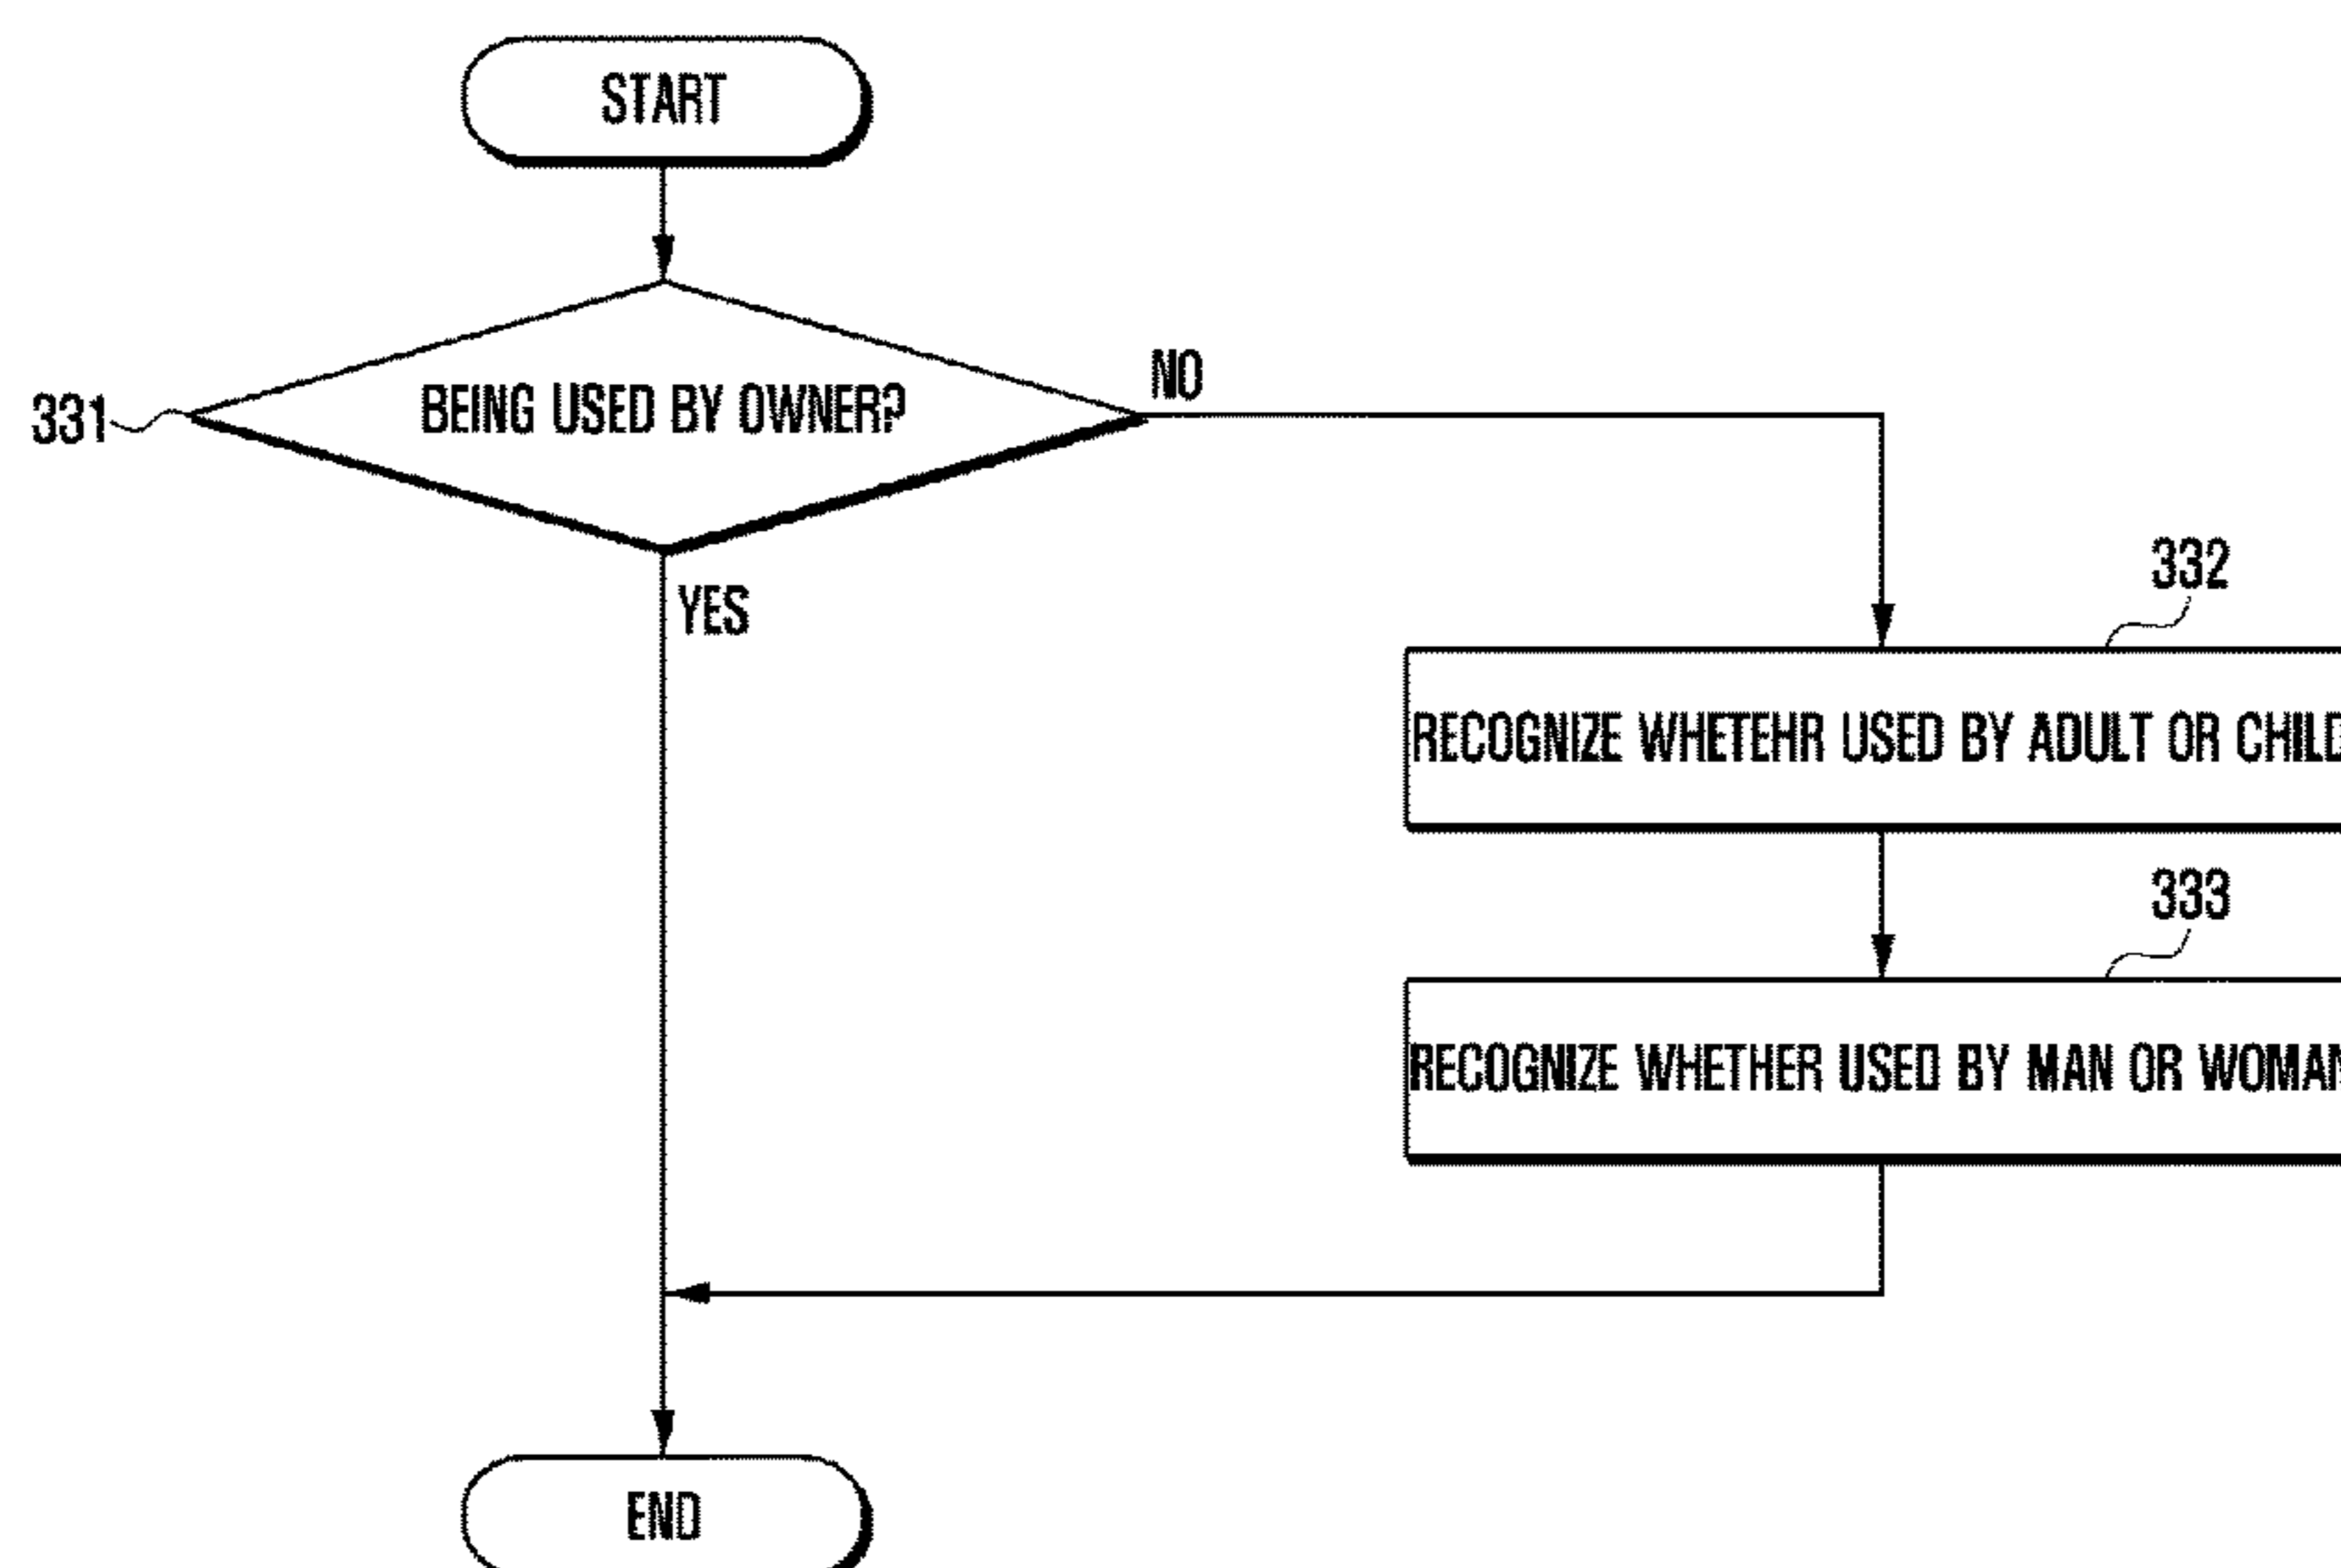 START
BEING USED BY OWNER?
NO
331
YES
332
RECOGNIZE WHETEHR USED BY ADULT OR CHILD
333
RECOGNIZE WHETHER USED BY MAN OR WOMAN
END